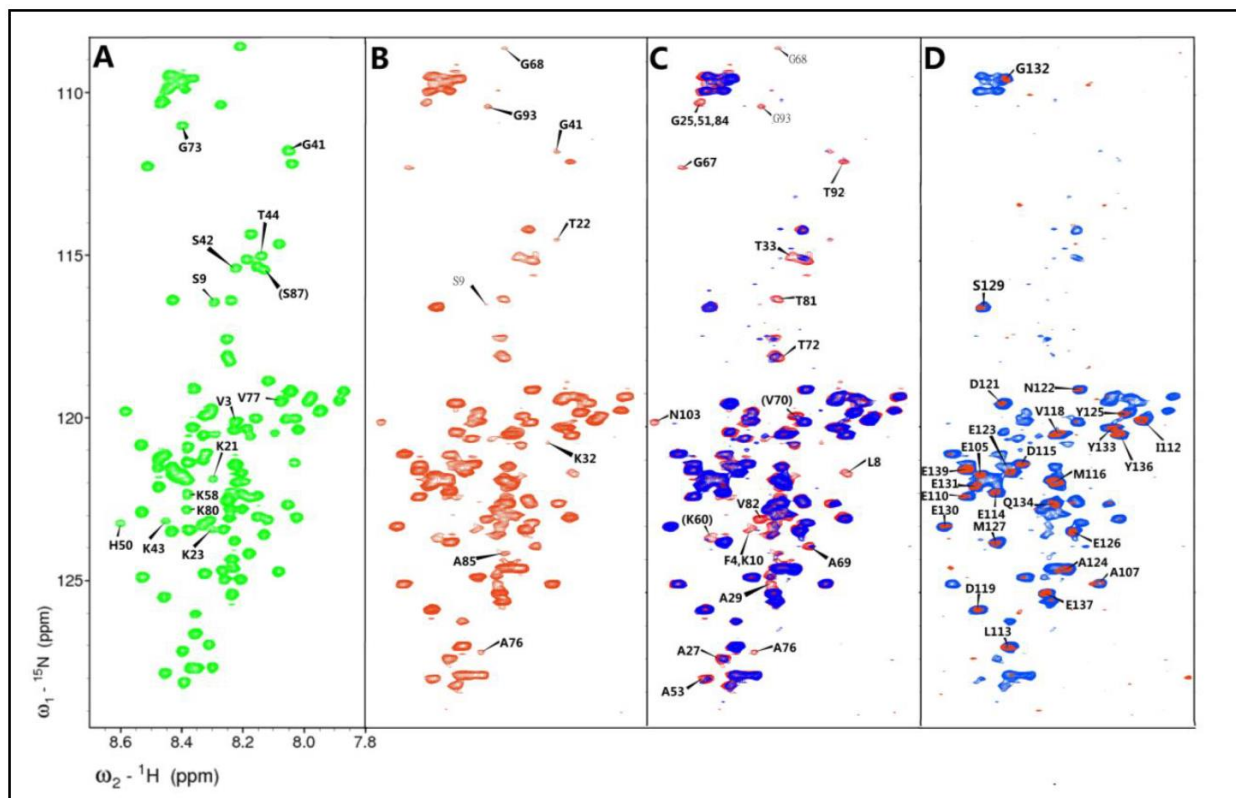 A
B
C
D
G68
G68
G132
110
G93
G93
G25,51,84
G73
G41
G41
G67
T92
T44
T22
S42
T33
115
S9
(S87)
S9
T81
S129
T72
V3
V77
D121
N122
120
(V70)
V118
Y125
N103
E123
K21
K32
E105
D115
Y133
I112
L8
E139
M116
Y136
K58
E131
K80
V82
E110
Q134
H50
K43
(K60)
E130
E114
K23
F4,K10
M127
E126
A85
A69
A124
125
A29
A107
D119
E137
A76
A27
A76
L113
A53
ω₁ - ¹⁵N (ppm)
8.6 8.4 8.2 8.0 7.8
ω₂ - ¹H (ppm)